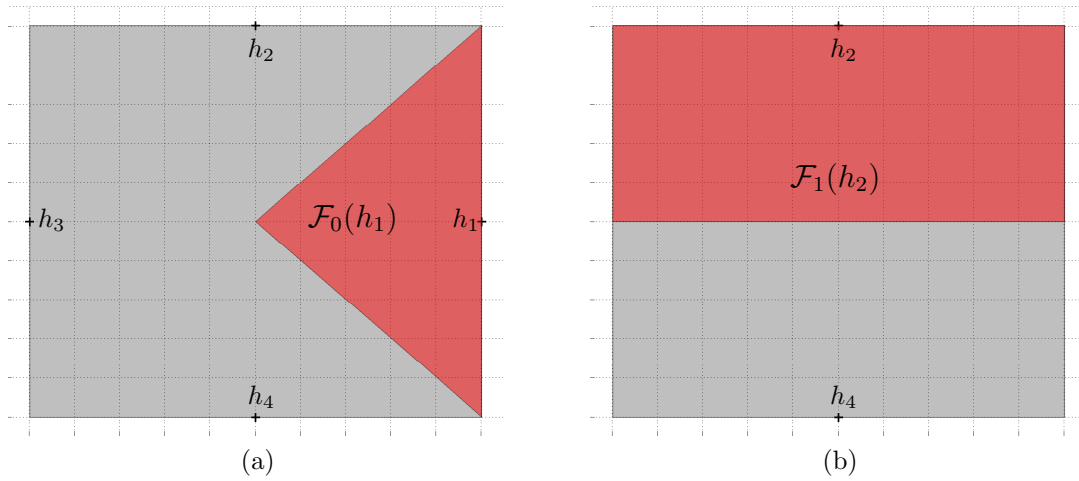 h₂ h₂
ℱ₁(h₂)
h₃ ℱ₀(h₁) h₁
h₄ h₄
(a) (b)